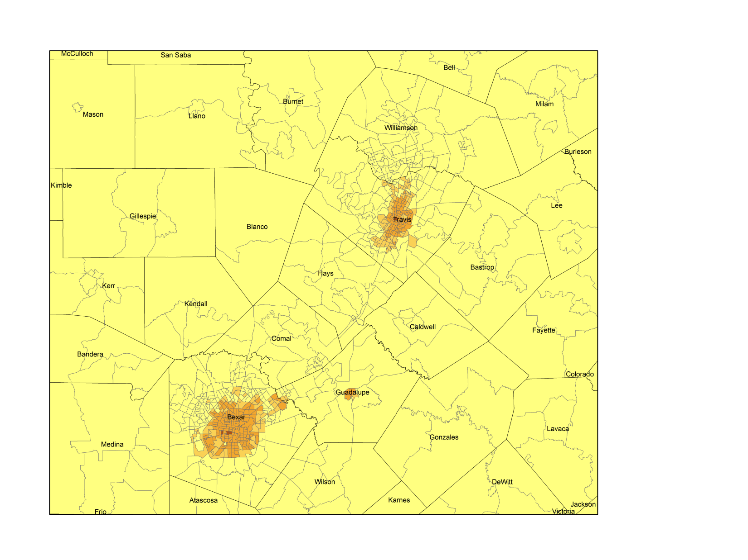 McCulloch
San Saba
Bell
Burnet
Milam
Mason
Llano
Williamson
Burleson
Kimble
Lee
Gillespie
Travis
Blanco
Bastrop
Hays
Kerr
Kendall
Caldwell
Fayette
Comal
Bandera
Colorado
Guadalupe
Bexar
Lavaca
Gonzales
Medina
Wilson
DeWitt
Atascosa
Karnes
Jackson
Frio
Victoria